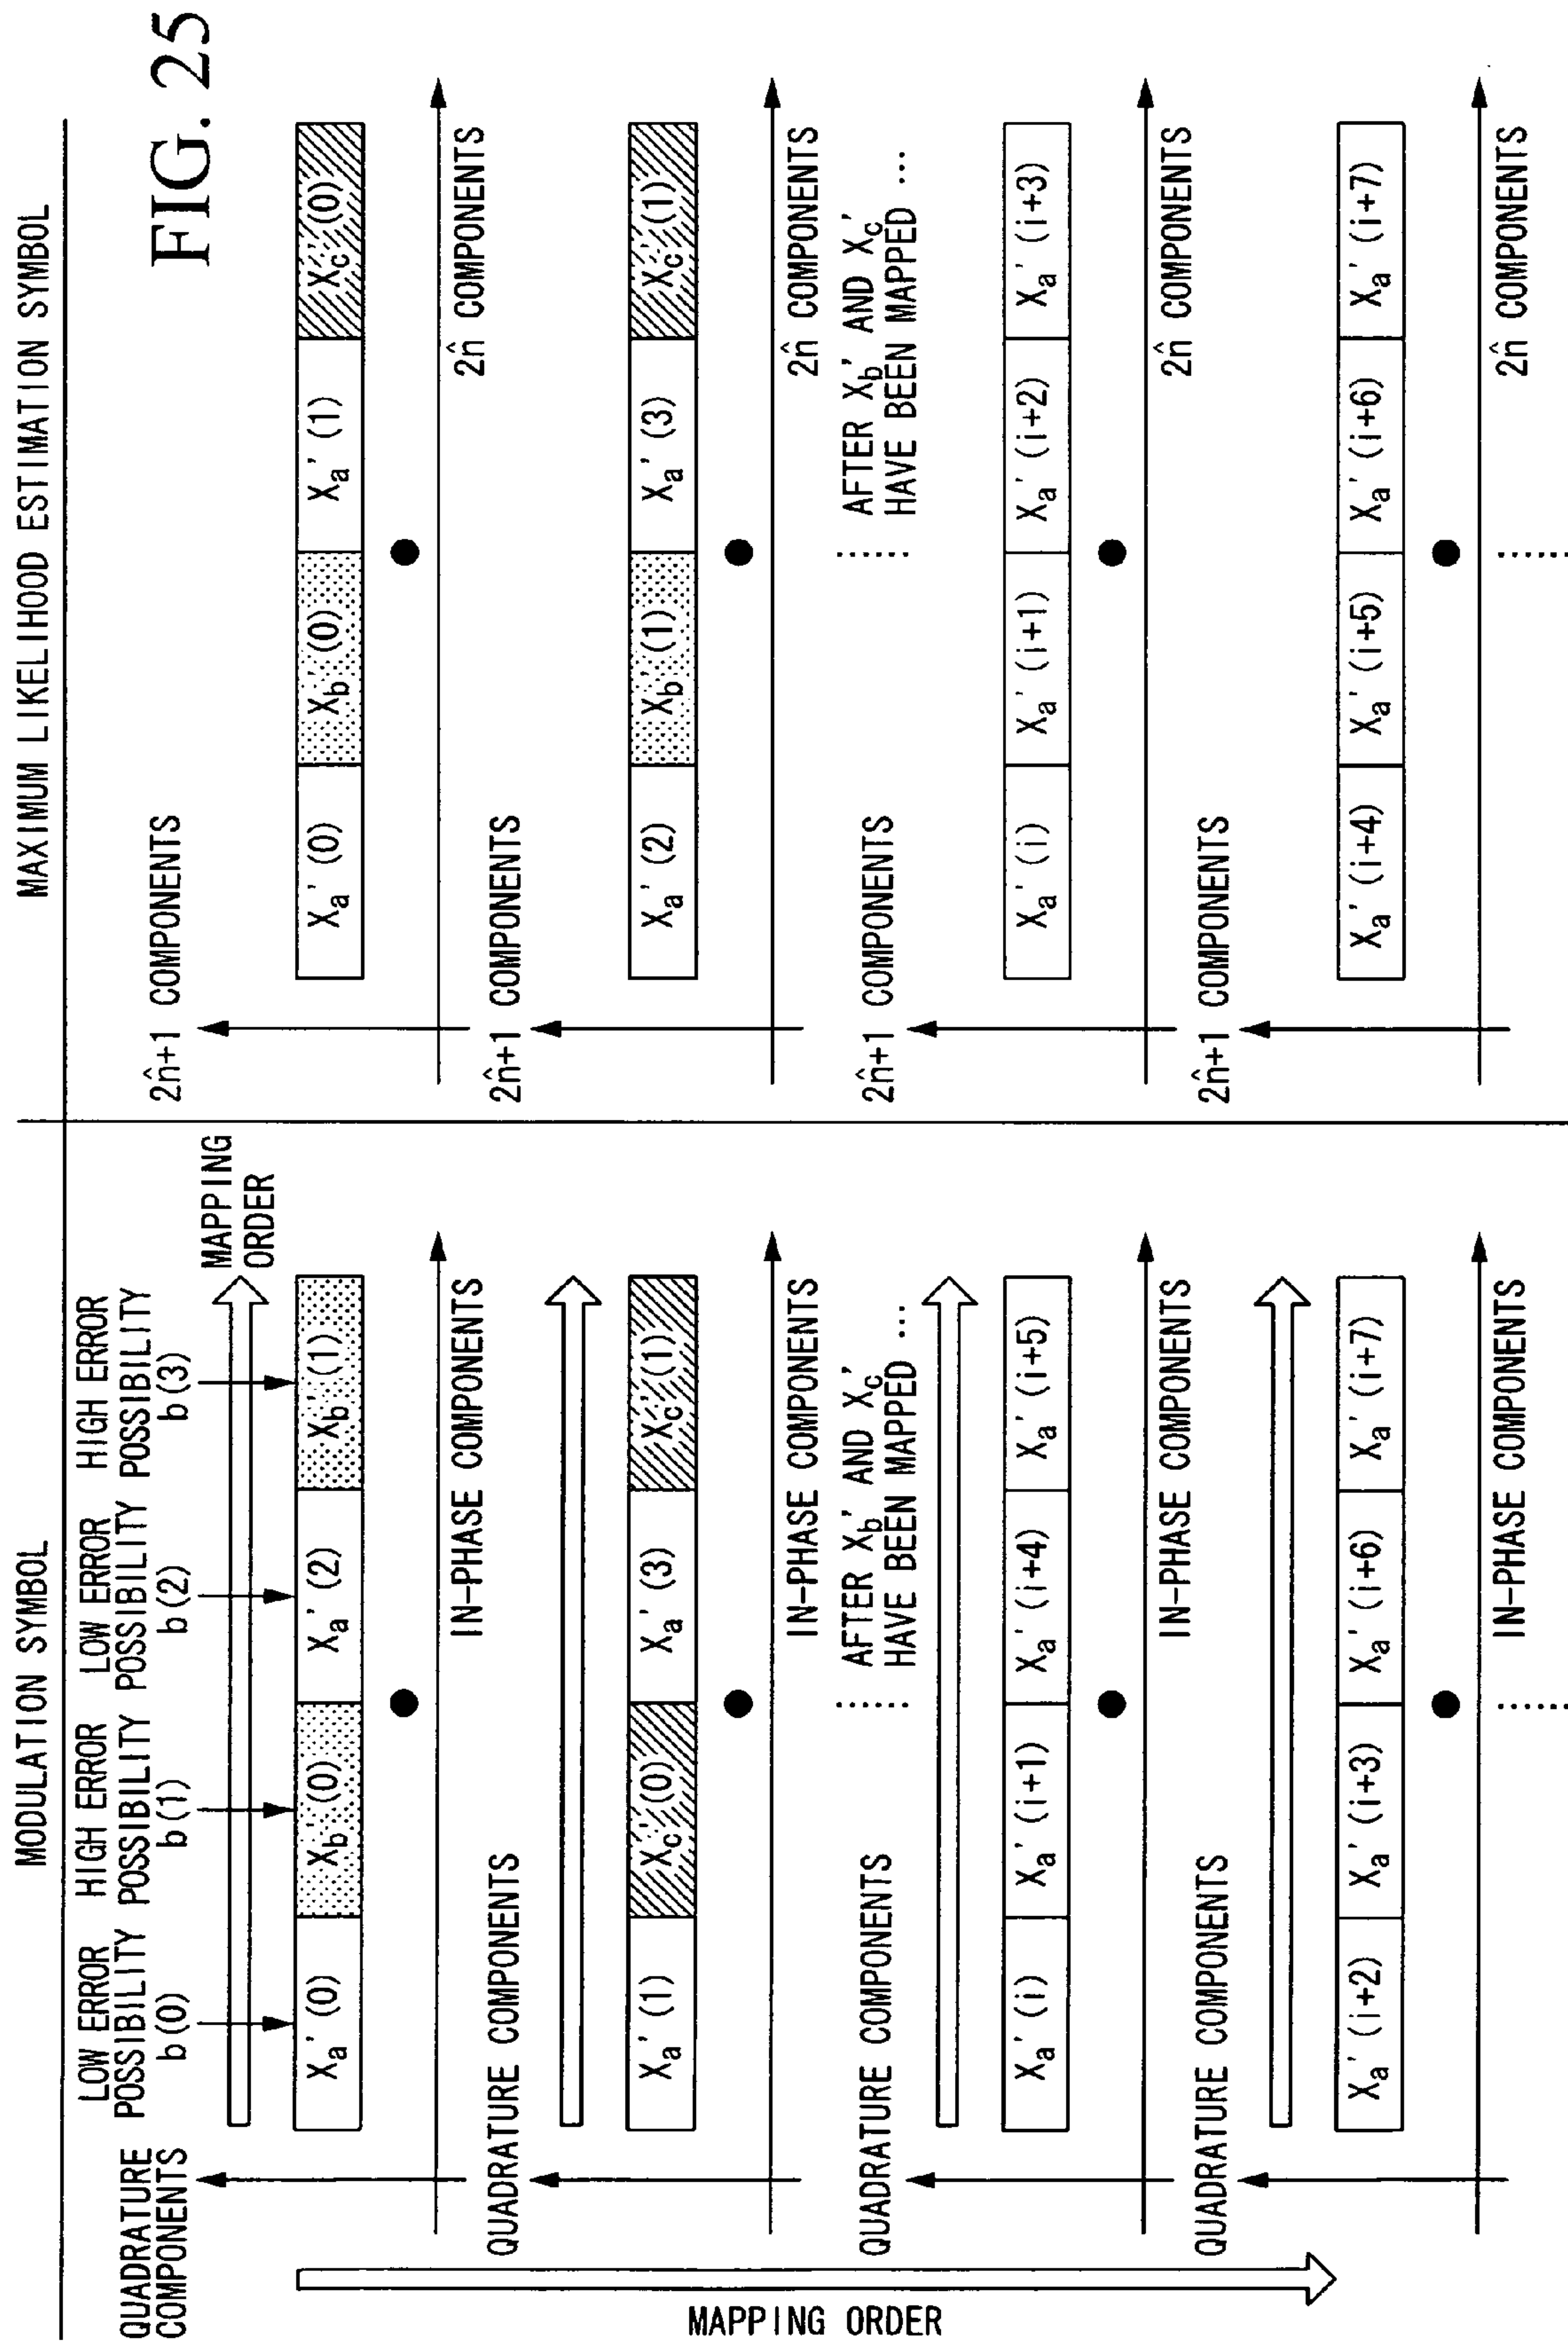 FIG. 25
MODULATION SYMBOL
MAXIMUM LIKELIHOOD ESTIMATION SYMBOL
LOW ERROR
POSSIBILITY
b(0)
HIGH ERROR
POSSIBILITY
b(1)
LOW ERROR
POSSIBILITY
b(2)
HIGH ERROR
POSSIBILITY
b(3)
MAPPING
ORDER
QUADRATURE
COMPONENTS
Xa'(0) Xb'(0) Xa'(2) Xb'(1)
IN-PHASE COMPONENTS
QUADRATURE COMPONENTS
Xa'(1) Xc'(0) Xa'(3) Xc'(1)
IN-PHASE COMPONENTS
AFTER Xb' AND Xc'
HAVE BEEN MAPPED ...
QUADRATURE COMPONENTS
Xa'(i) Xa'(i+1) Xa'(i+4) Xa'(i+5)
IN-PHASE COMPONENTS
QUADRATURE COMPONENTS
Xa'(i+2) Xa'(i+3) Xa'(i+6) Xa'(i+7)
IN-PHASE COMPONENTS
MAPPING ORDER
2n̂+1 COMPONENTS
Xa'(0) Xb'(0) Xa'(1) Xc'(0)
2n̂ COMPONENTS
2n̂+1 COMPONENTS
Xa'(2) Xb'(1) Xa'(3) Xc'(1)
2n̂ COMPONENTS
AFTER Xb' AND Xc'
HAVE BEEN MAPPED ...
2n̂+1 COMPONENTS
Xa'(i) Xa'(i+1) Xa'(i+2) Xa'(i+3)
2n̂ COMPONENTS
2n̂+1 COMPONENTS
Xa'(i+4) Xa'(i+5) Xa'(i+6) Xa'(i+7)
2n̂ COMPONENTS